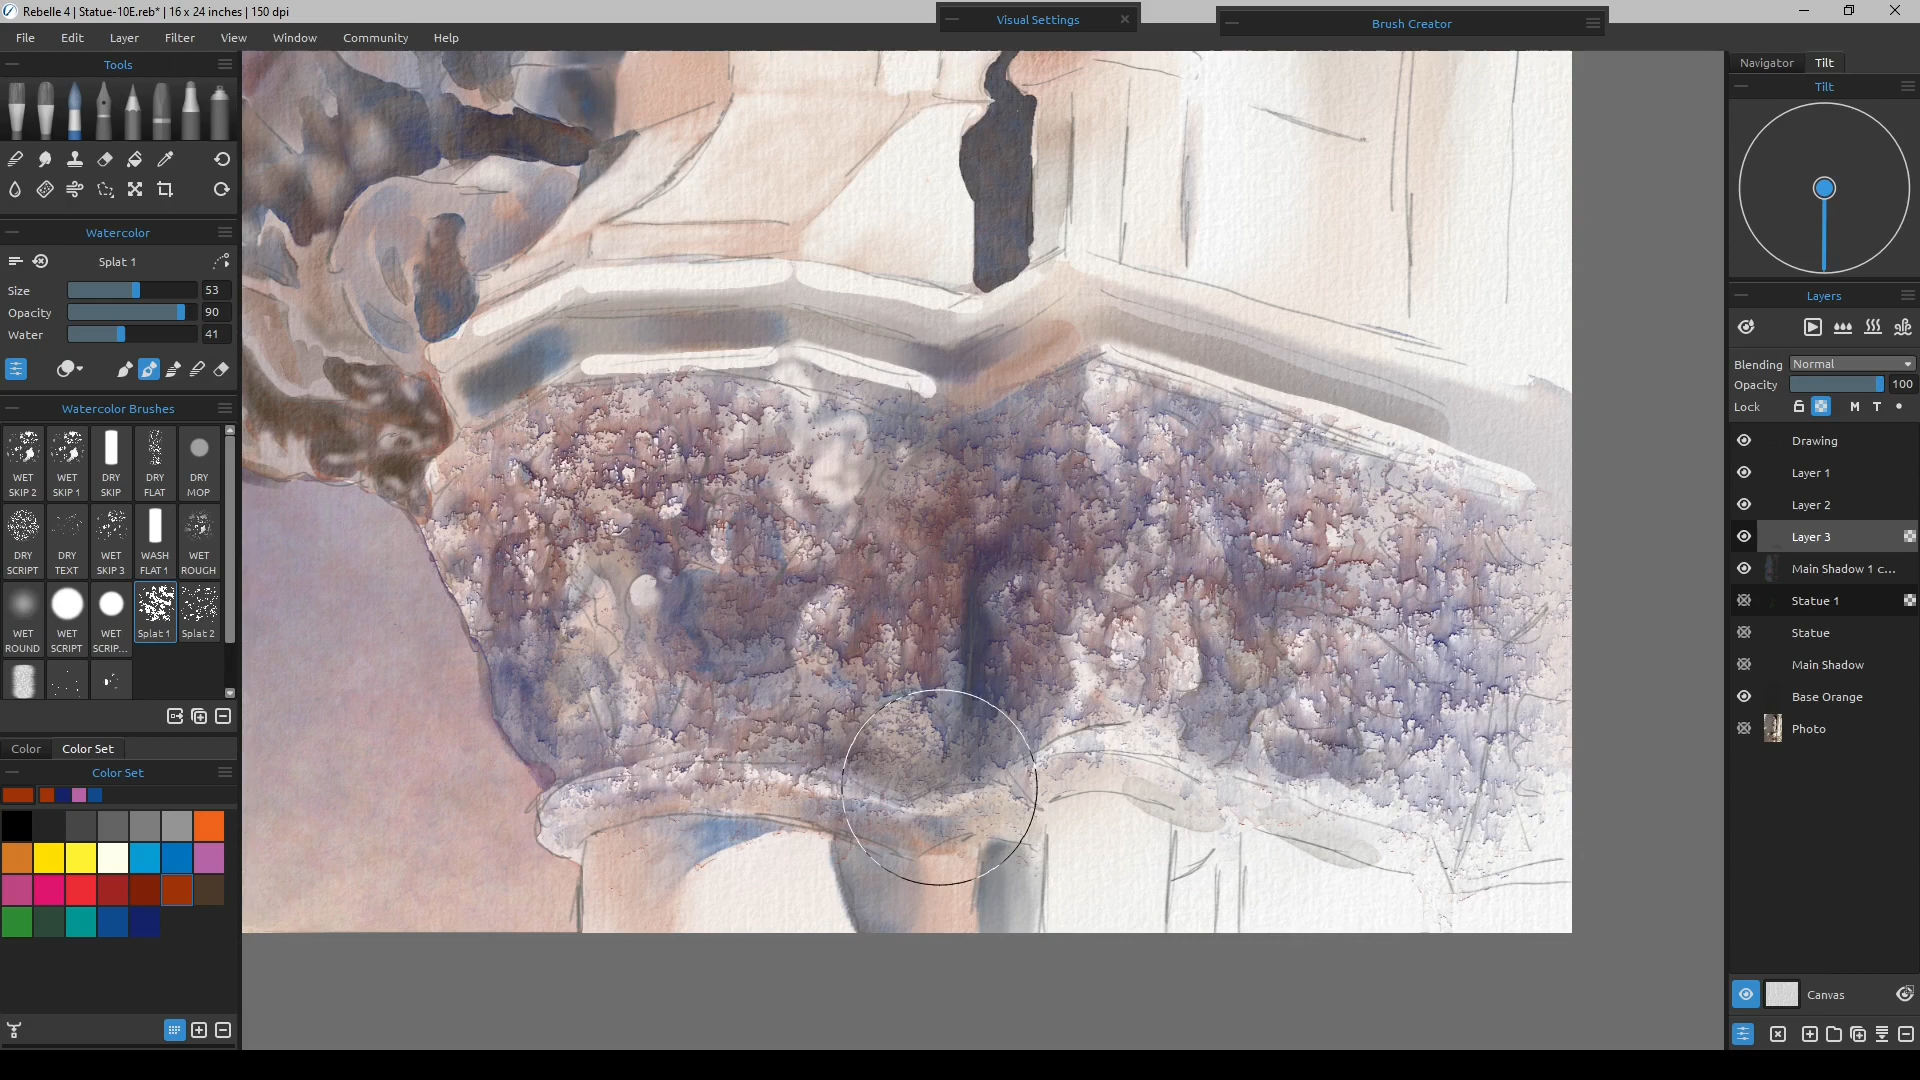 Rebelle 4 | Statue-10E.reb* | 16 x 24 inches | 150 dpi
Visual Settings
Brush Creator
File Edit Layer Filter View Window Community Help
Tools
Navigator Tilt
Tilt
Watercolor
Splat 1
Size 53
Opacity 90
Water 41
Layers
Blending Normal
Opacity 100
Lock M T
Watercolor Brushes
WET SKIP 2
WET SKIP 1
DRY SKIP
DRY FLAT
DRY MOP
DRY SCRIPT
DRY TEXT
WET SKIP 3
WASH FLAT 1
WET ROUGH
WET ROUND
WET SCRIPT
WET SCRIP...
Splat 1
Splat 2
Drawing
Layer 1
Layer 2
Layer 3
Main Shadow 1 c...
Statue 1
Statue
Main Shadow
Base Orange
Photo
Color Color Set
Color Set
Canvas